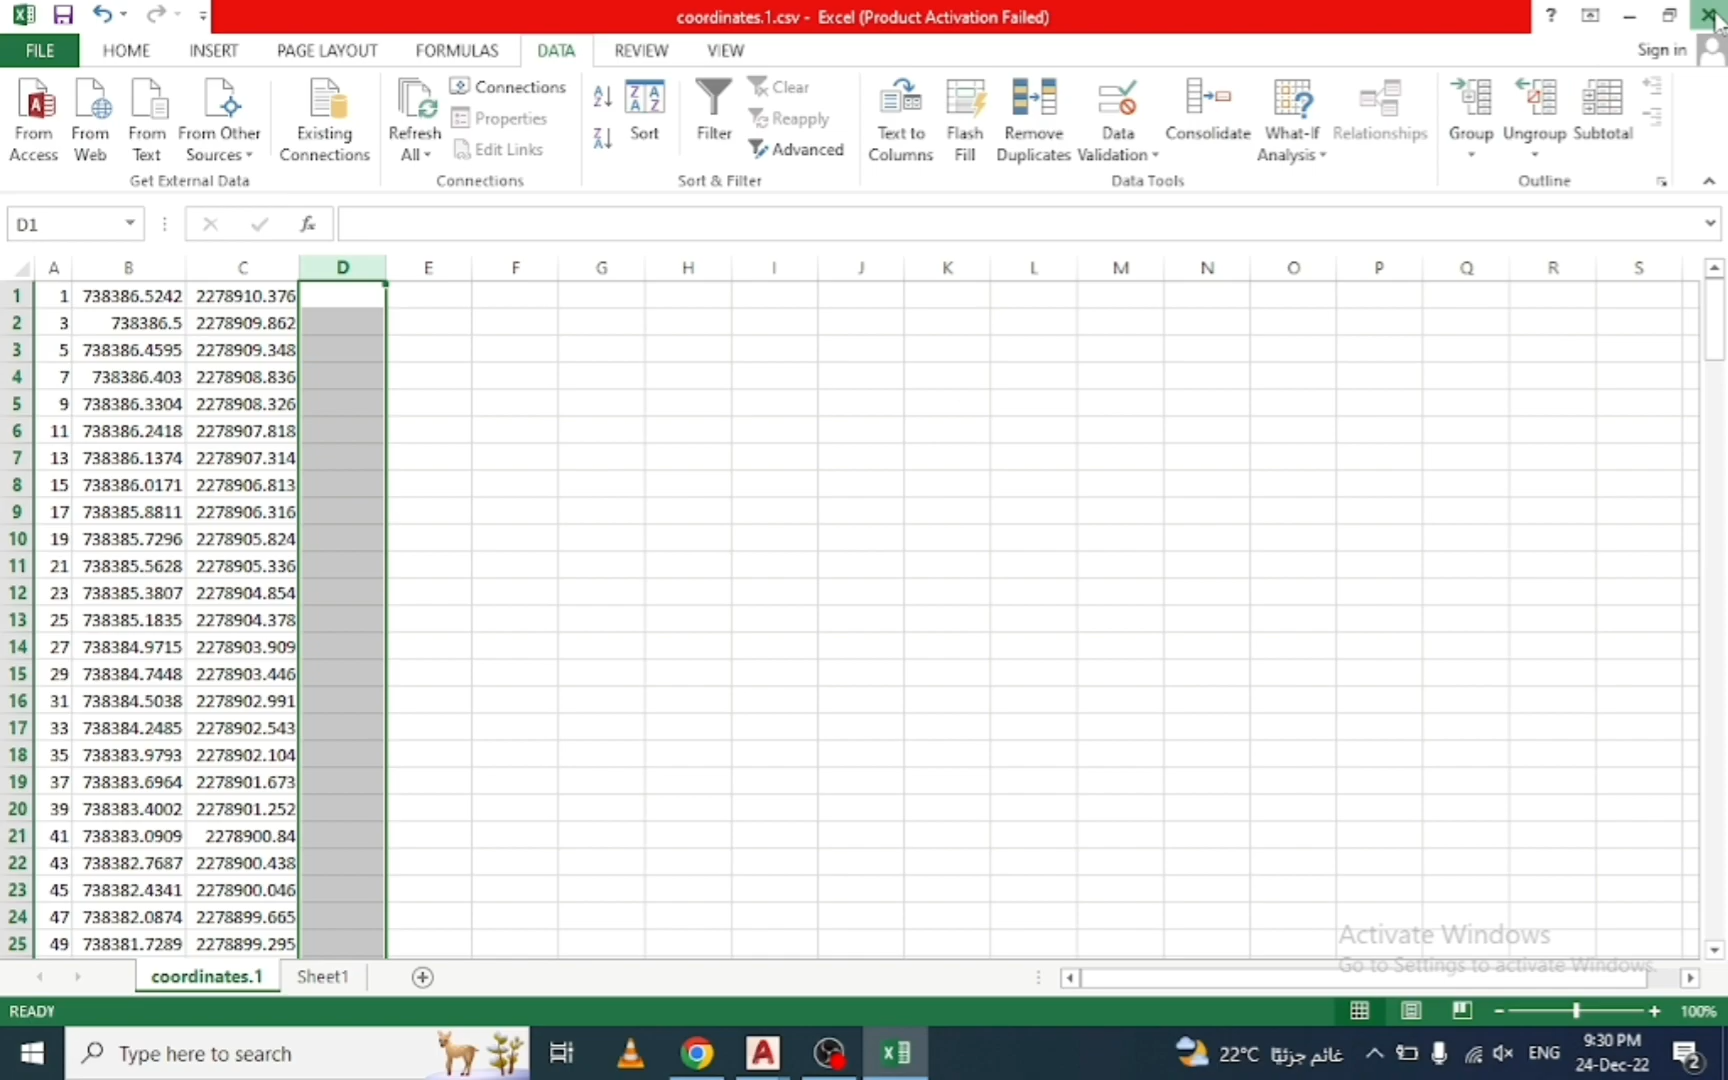 coordinates.1.csv - Excel (Product Activation Failed)
?
FILE HOME INSERT PAGE LAYOUT FORMULAS DATA REVIEW VIEW Sign in
From Access
From Web
From Text
From Other Sources
Existing Connections
Get External Data
Refresh All
Connections
Properties
Edit Links
Connections
Sort
Filter
Clear
Reapply
Advanced
Sort & Filter
Text to Columns
Flash Fill
Remove Duplicates
Data Validation
Consolidate
What-If Analysis
Relationships
Data Tools
Group
Ungroup
Subtotal
Outline
D1 fx
A B C D E F G H I J K L M N O P Q R S
1 1 738386.5242 2278910.376
2 3 738386.5 2278909.862
3 5 738386.4595 2278909.348
4 7 738386.403 2278908.836
5 9 738386.3304 2278908.326
6 11 738386.2418 2278907.818
7 13 738386.1374 2278907.314
8 15 738386.0171 2278906.813
9 17 738385.8811 2278906.316
10 19 738385.7296 2278905.824
11 21 738385.5628 2278905.336
12 23 738385.3807 2278904.854
13 25 738385.1835 2278904.378
14 27 738384.9715 2278903.909
15 29 738384.7448 2278903.446
16 31 738384.5038 2278902.991
17 33 738384.2485 2278902.543
18 35 738383.9793 2278902.104
19 37 738383.6964 2278901.673
20 39 738383.4002 2278901.252
21 41 738383.0909 2278900.84
22 43 738382.7687 2278900.438
23 45 738382.4341 2278900.046
24 47 738382.0874 2278899.665
25 49 738381.7289 2278899.295
Activate Windows
Go to Settings to activate Windows.
coordinates.1 Sheet1
READY 100%
Type here to search
22°C غائم جزئيًا
ENG
9:30 PM
24-Dec-22
2